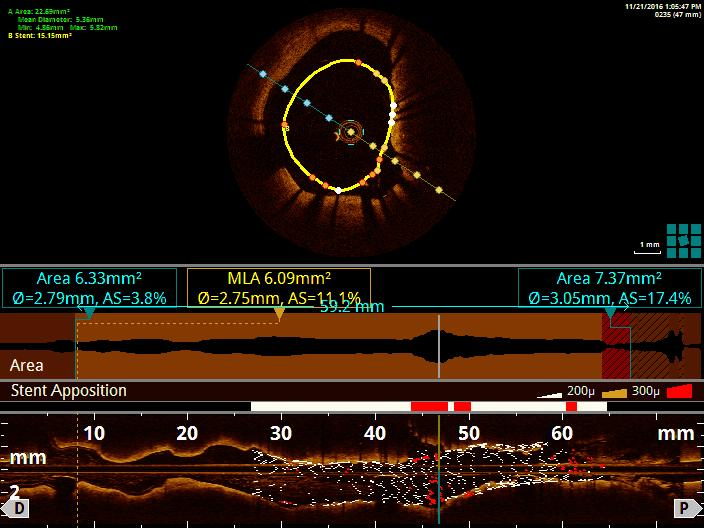 A Area: 22.69mm²
Mean Diameter: 5.36mm
Min: 4.86mm Max: 5.82mm
B Stent: 15.15mm²
11/21/2016 1:05:47 PM
0235 (47 mm)
B
1 mm
Area 6.33mm²
Ø=2.79mm, AS=3.8%
MLA 6.09mm²
Ø=2.75mm, AS=11.1%
Area 7.37mm²
Ø=3.05mm, AS=17.4%
59.2 mm
Area
Stent Apposition
200µ
300µ
10 20 30 40 50 60 mm
mm
2
D P